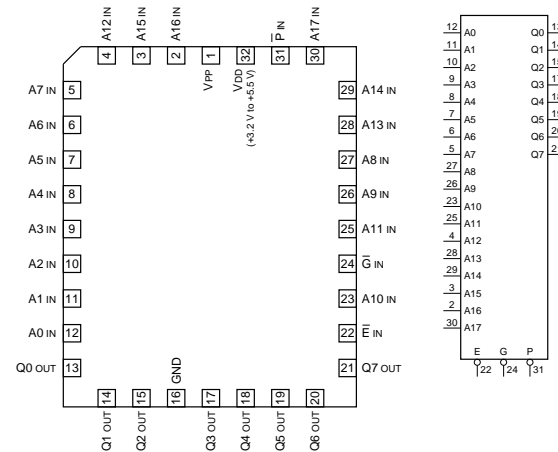 A12 IN
A15 IN
A16 IN
P̅ IN
A17 IN
4 3 2 1 32 31 30
VPP
VDD
(+3.2 V to +5.5 V)
A7 IN 5
29 A14 IN
A6 IN 6
28 A13 IN
A5 IN 7
27 A8 IN
A4 IN 8
26 A9 IN
A3 IN 9
25 A11 IN
A2 IN 10
24 G̅ IN
A1 IN 11
23 A10 IN
A0 IN 12
22 E̅ IN
Q0 OUT 13
21 Q7 OUT
GND
14 15 16 17 18 19 20
Q1 OUT
Q2 OUT
Q3 OUT
Q4 OUT
Q5 OUT
Q6 OUT
12 A0 Q0
11 A1 Q1
10 A2 Q2
9 A3 Q3
8 A4 Q4
7 A5 Q5
6 A6 Q6
5 A7 Q7
27 A8
26 A9
23 A10
25 A11
4 A12
28 A13
29 A14
3 A15
2 A16
30 A17
E G P
22 24 31